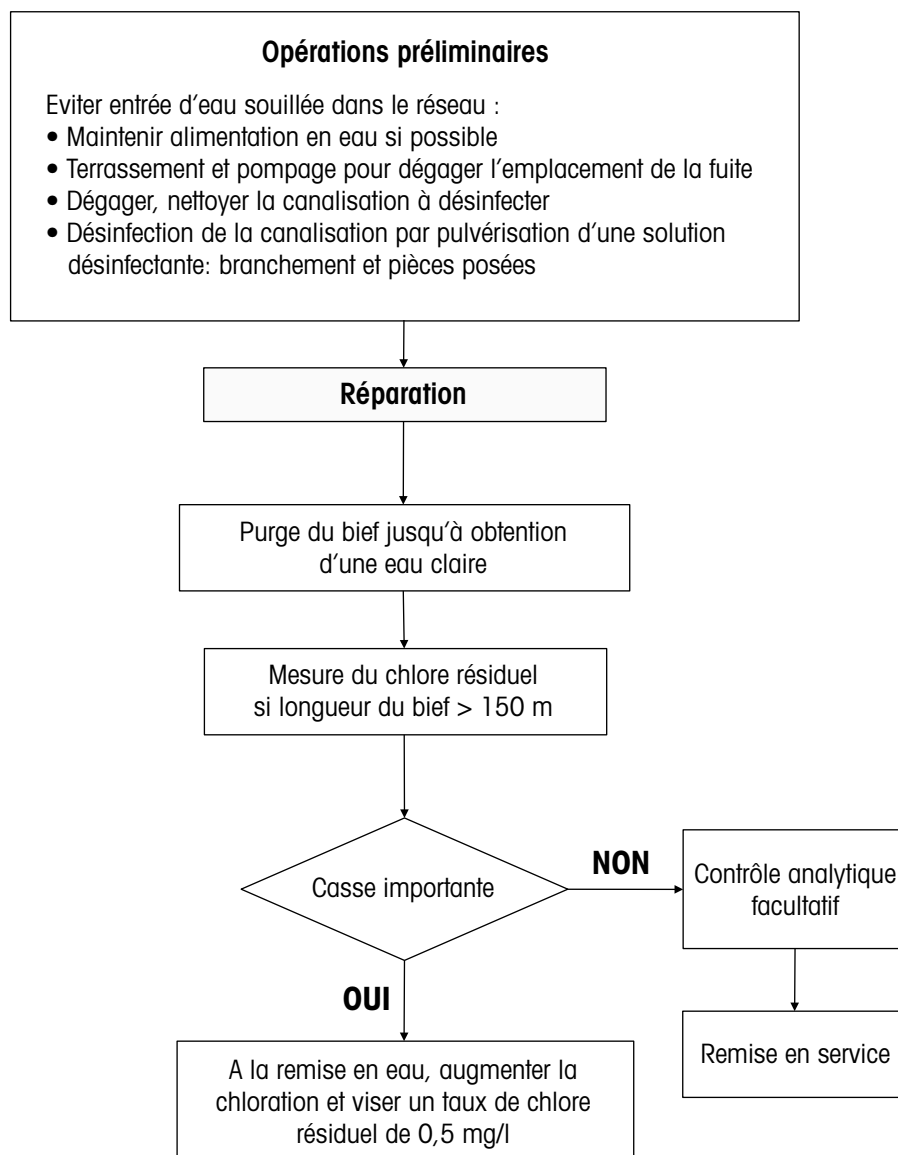 Opérations préliminaires
Eviter entrée d'eau souillée dans le réseau :
• Maintenir alimentation en eau si possible
• Terrassement et pompage pour dégager l'emplacement de la fuite
• Dégager, nettoyer la canalisation à désinfecter
• Désinfection de la canalisation par pulvérisation d'une solution
désinfectante: branchement et pièces posées
Réparation
Purge du bief jusqu'à obtention
d'une eau claire
Mesure du chlore résiduel
si longueur du bief > 150 m
Casse importante
NON
Contrôle analytique
facultatif
OUI
Remise en service
A la remise en eau, augmenter la
chloration et viser un taux de chlore
résiduel de 0,5 mg/l